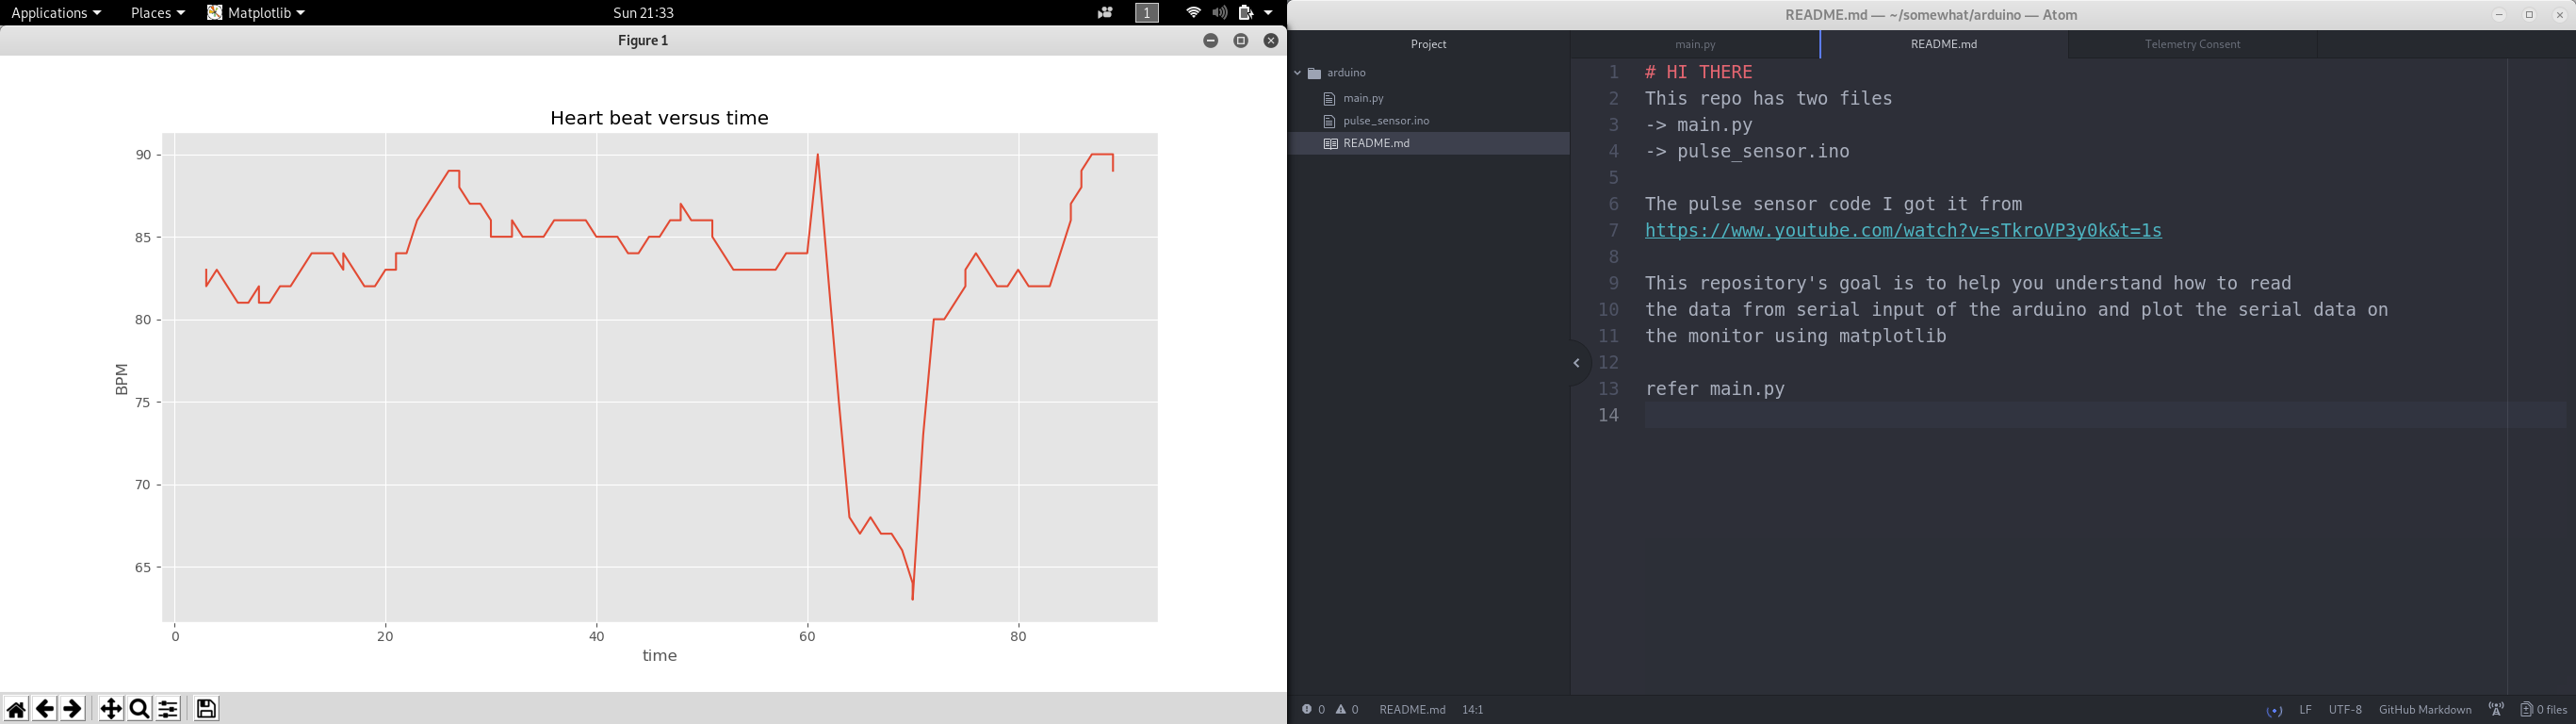 Applications Places Matplotlib Sun 21:33 1
Figure 1
Heart beat versus time
90
85
80
75
70
65
BPM
0 20 40 60 80
time
README.md — ~/somewhat/arduino — Atom
Project
main.py README.md Telemetry Consent
arduino
main.py
pulse_sensor.ino
README.md
1 # HI THERE
2 This repo has two files
3 -> main.py
4 -> pulse_sensor.ino
5
6 The pulse sensor code I got it from
7 https://www.youtube.com/watch?v=sTkroVP3y0k&t=1s
8
9 This repository's goal is to help you understand how to read
10 the data from serial input of the arduino and plot the serial data on
11 the monitor using matplotlib
12
13 refer main.py
14
0 0 README.md 14:1 LF UTF-8 GitHub Markdown 0 files